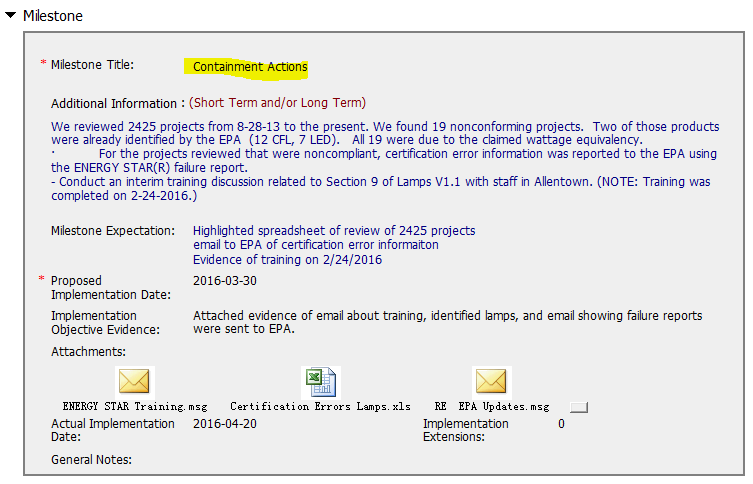 Milestone
* Milestone Title: Containment Actions
Additional Information : (Short Term and/or Long Term)
We reviewed 2425 projects from 8-28-13 to the present. We found 19 nonconforming projects. Two of those products
were already identified by the EPA (12 CFL, 7 LED). All 19 were due to the claimed wattage equivalency.
· For the projects reviewed that were noncompliant, certification error information was reported to the EPA using
the ENERGY STAR(R) failure report.
- Conduct an interim training discussion related to Section 9 of Lamps V1.1 with staff in Allentown. (NOTE: Training was
completed on 2-24-2016.)
Milestone Expectation: Highlighted spreadsheet of review of 2425 projects
email to EPA of certification error informaiton
Evidence of training on 2/24/2016
* Proposed 2016-03-30
Implementation Date:
Implementation Attached evidence of email about training, identified lamps, and email showing failure reports
Objective Evidence: were sent to EPA.
Attachments:
ENERGY STAR Training.msg Certification Errors Lamps.xls RE EPA Updates.msg
Actual Implementation 2016-04-20 Implementation 0
Date: Extensions:
General Notes: